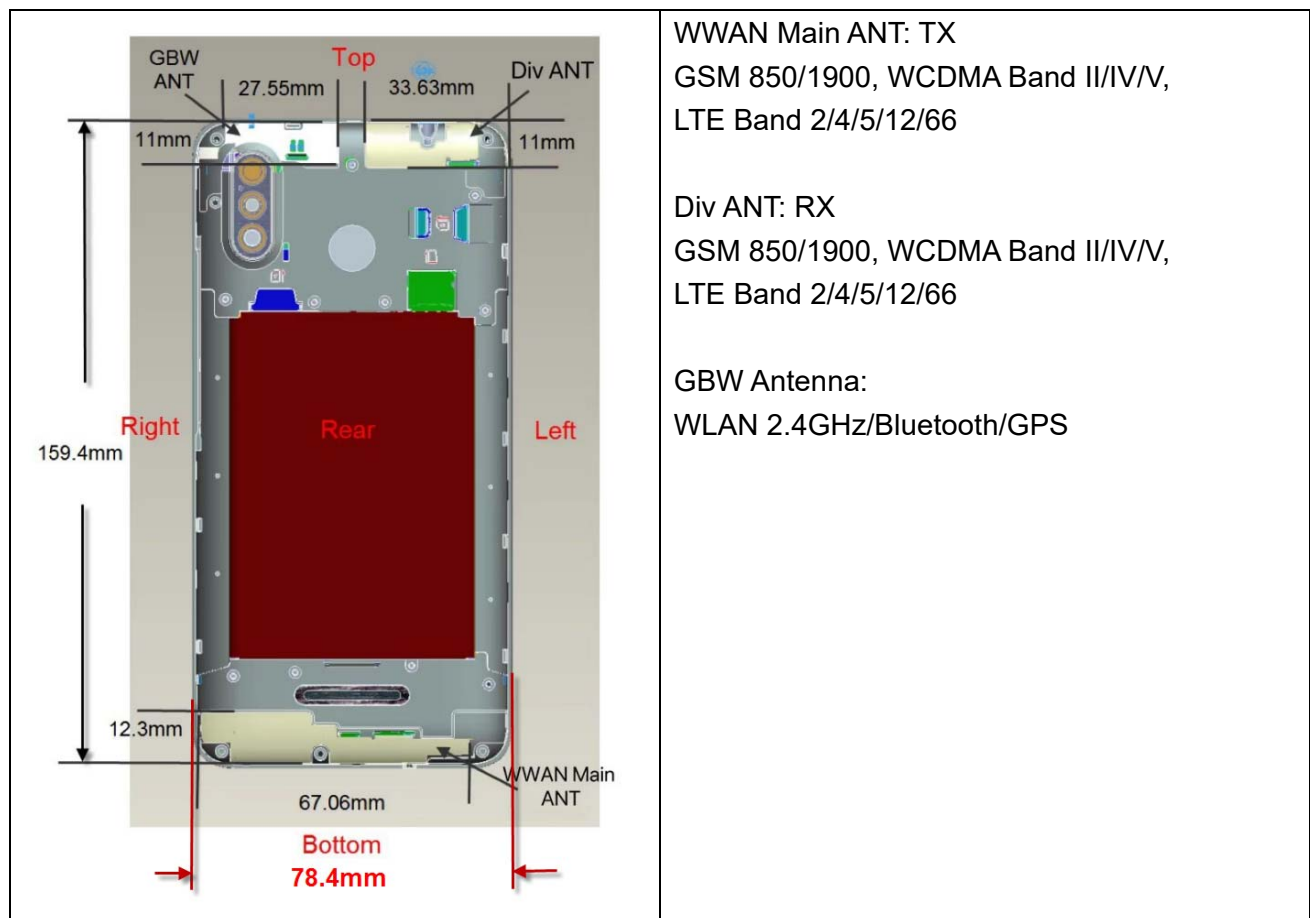 GBW
ANT
Top
Div ANT
27.55mm
33.63mm
11mm
11mm
Right
Rear
Left
159.4mm
12.3mm
WWAN Main
ANT
67.06mm
Bottom
78.4mm
WWAN Main ANT: TX
GSM 850/1900, WCDMA Band II/IV/V,
LTE Band 2/4/5/12/66
Div ANT: RX
GSM 850/1900, WCDMA Band II/IV/V,
LTE Band 2/4/5/12/66
GBW Antenna:
WLAN 2.4GHz/Bluetooth/GPS